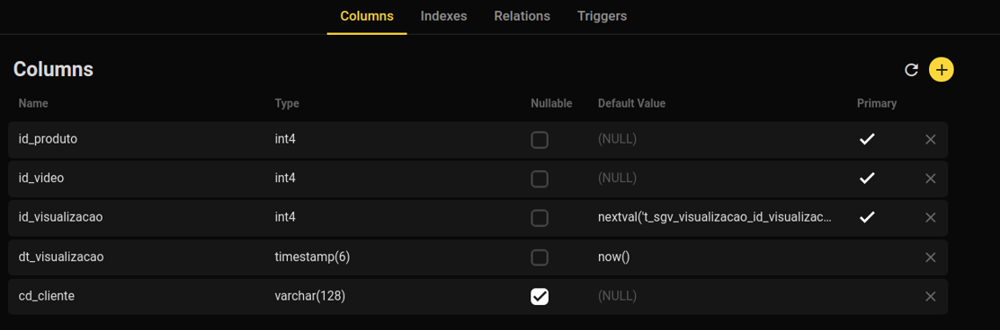 Columns Indexes Relations Triggers
Columns
Name Type Nullable Default Value Primary
id_produto int4 (NULL)
id_video int4 (NULL)
id_visualizacao int4 nextval('t_sgv_visualizacao_id_visualizac...
dt_visualizacao timestamp(6) now()
cd_cliente varchar(128) (NULL)